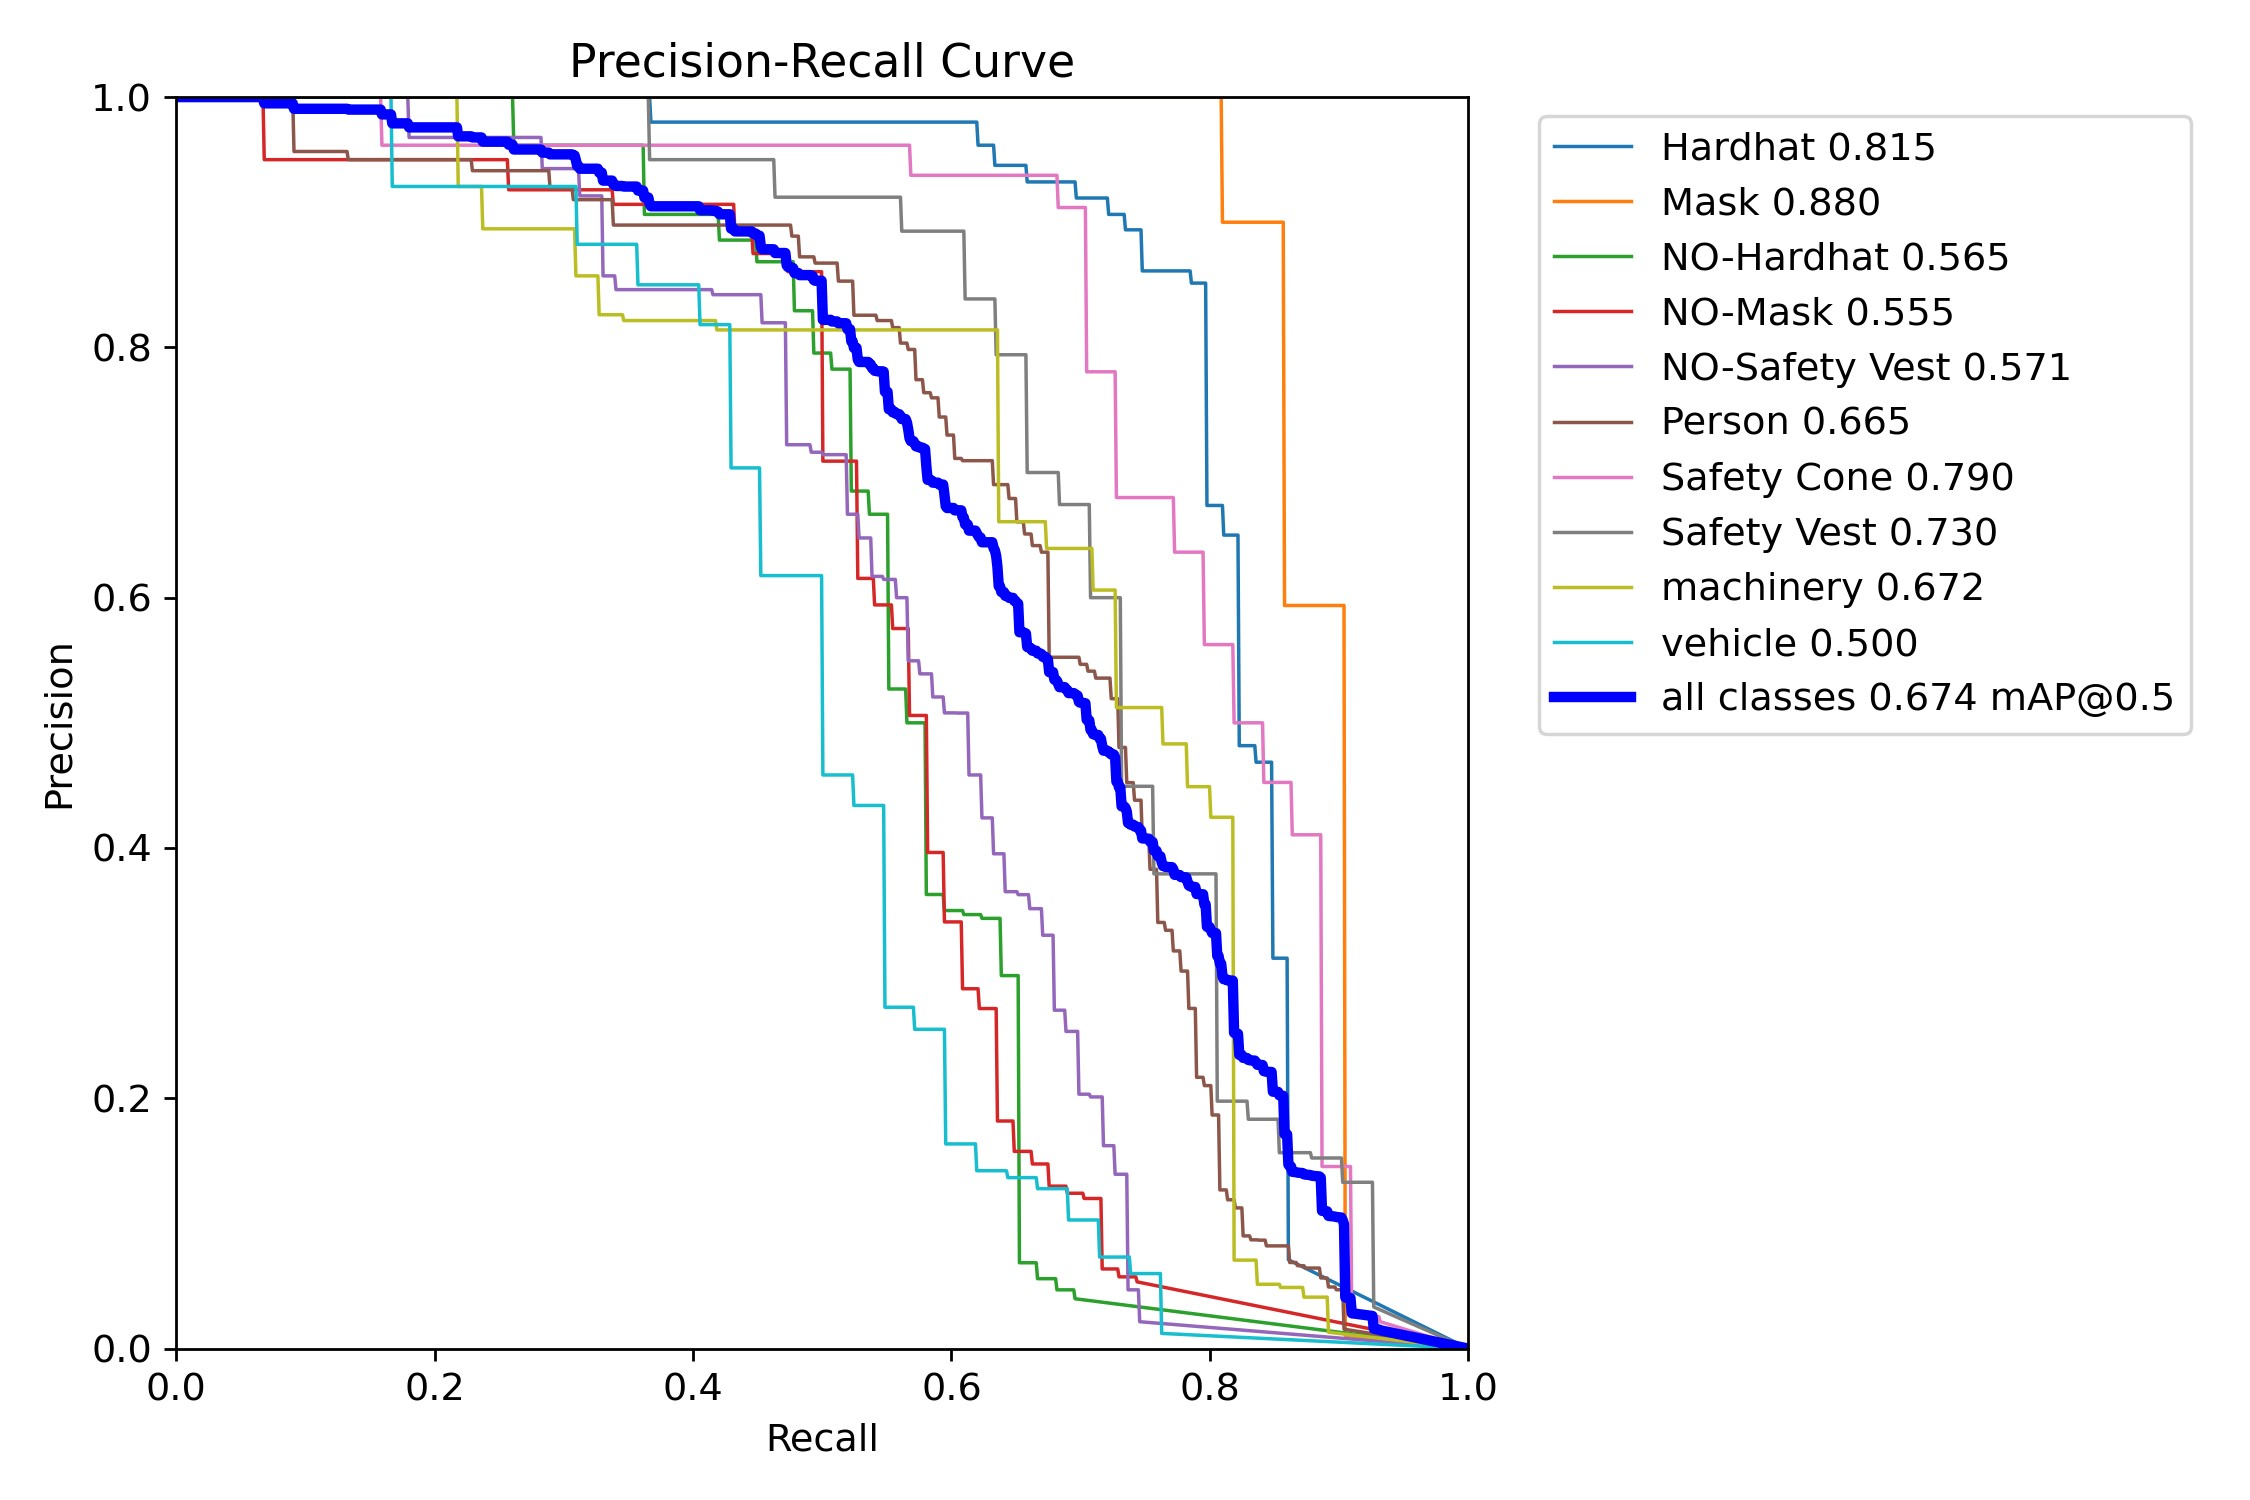 Precision-Recall Curve
1.0
0.8
0.6
0.4
0.2
0.0
Precision
0.0 0.2 0.4 0.6 0.8 1.0
Recall
Hardhat 0.815
Mask 0.880
NO-Hardhat 0.565
NO-Mask 0.555
NO-Safety Vest 0.571
Person 0.665
Safety Cone 0.790
Safety Vest 0.730
machinery 0.672
vehicle 0.500
all classes 0.674 mAP@0.5